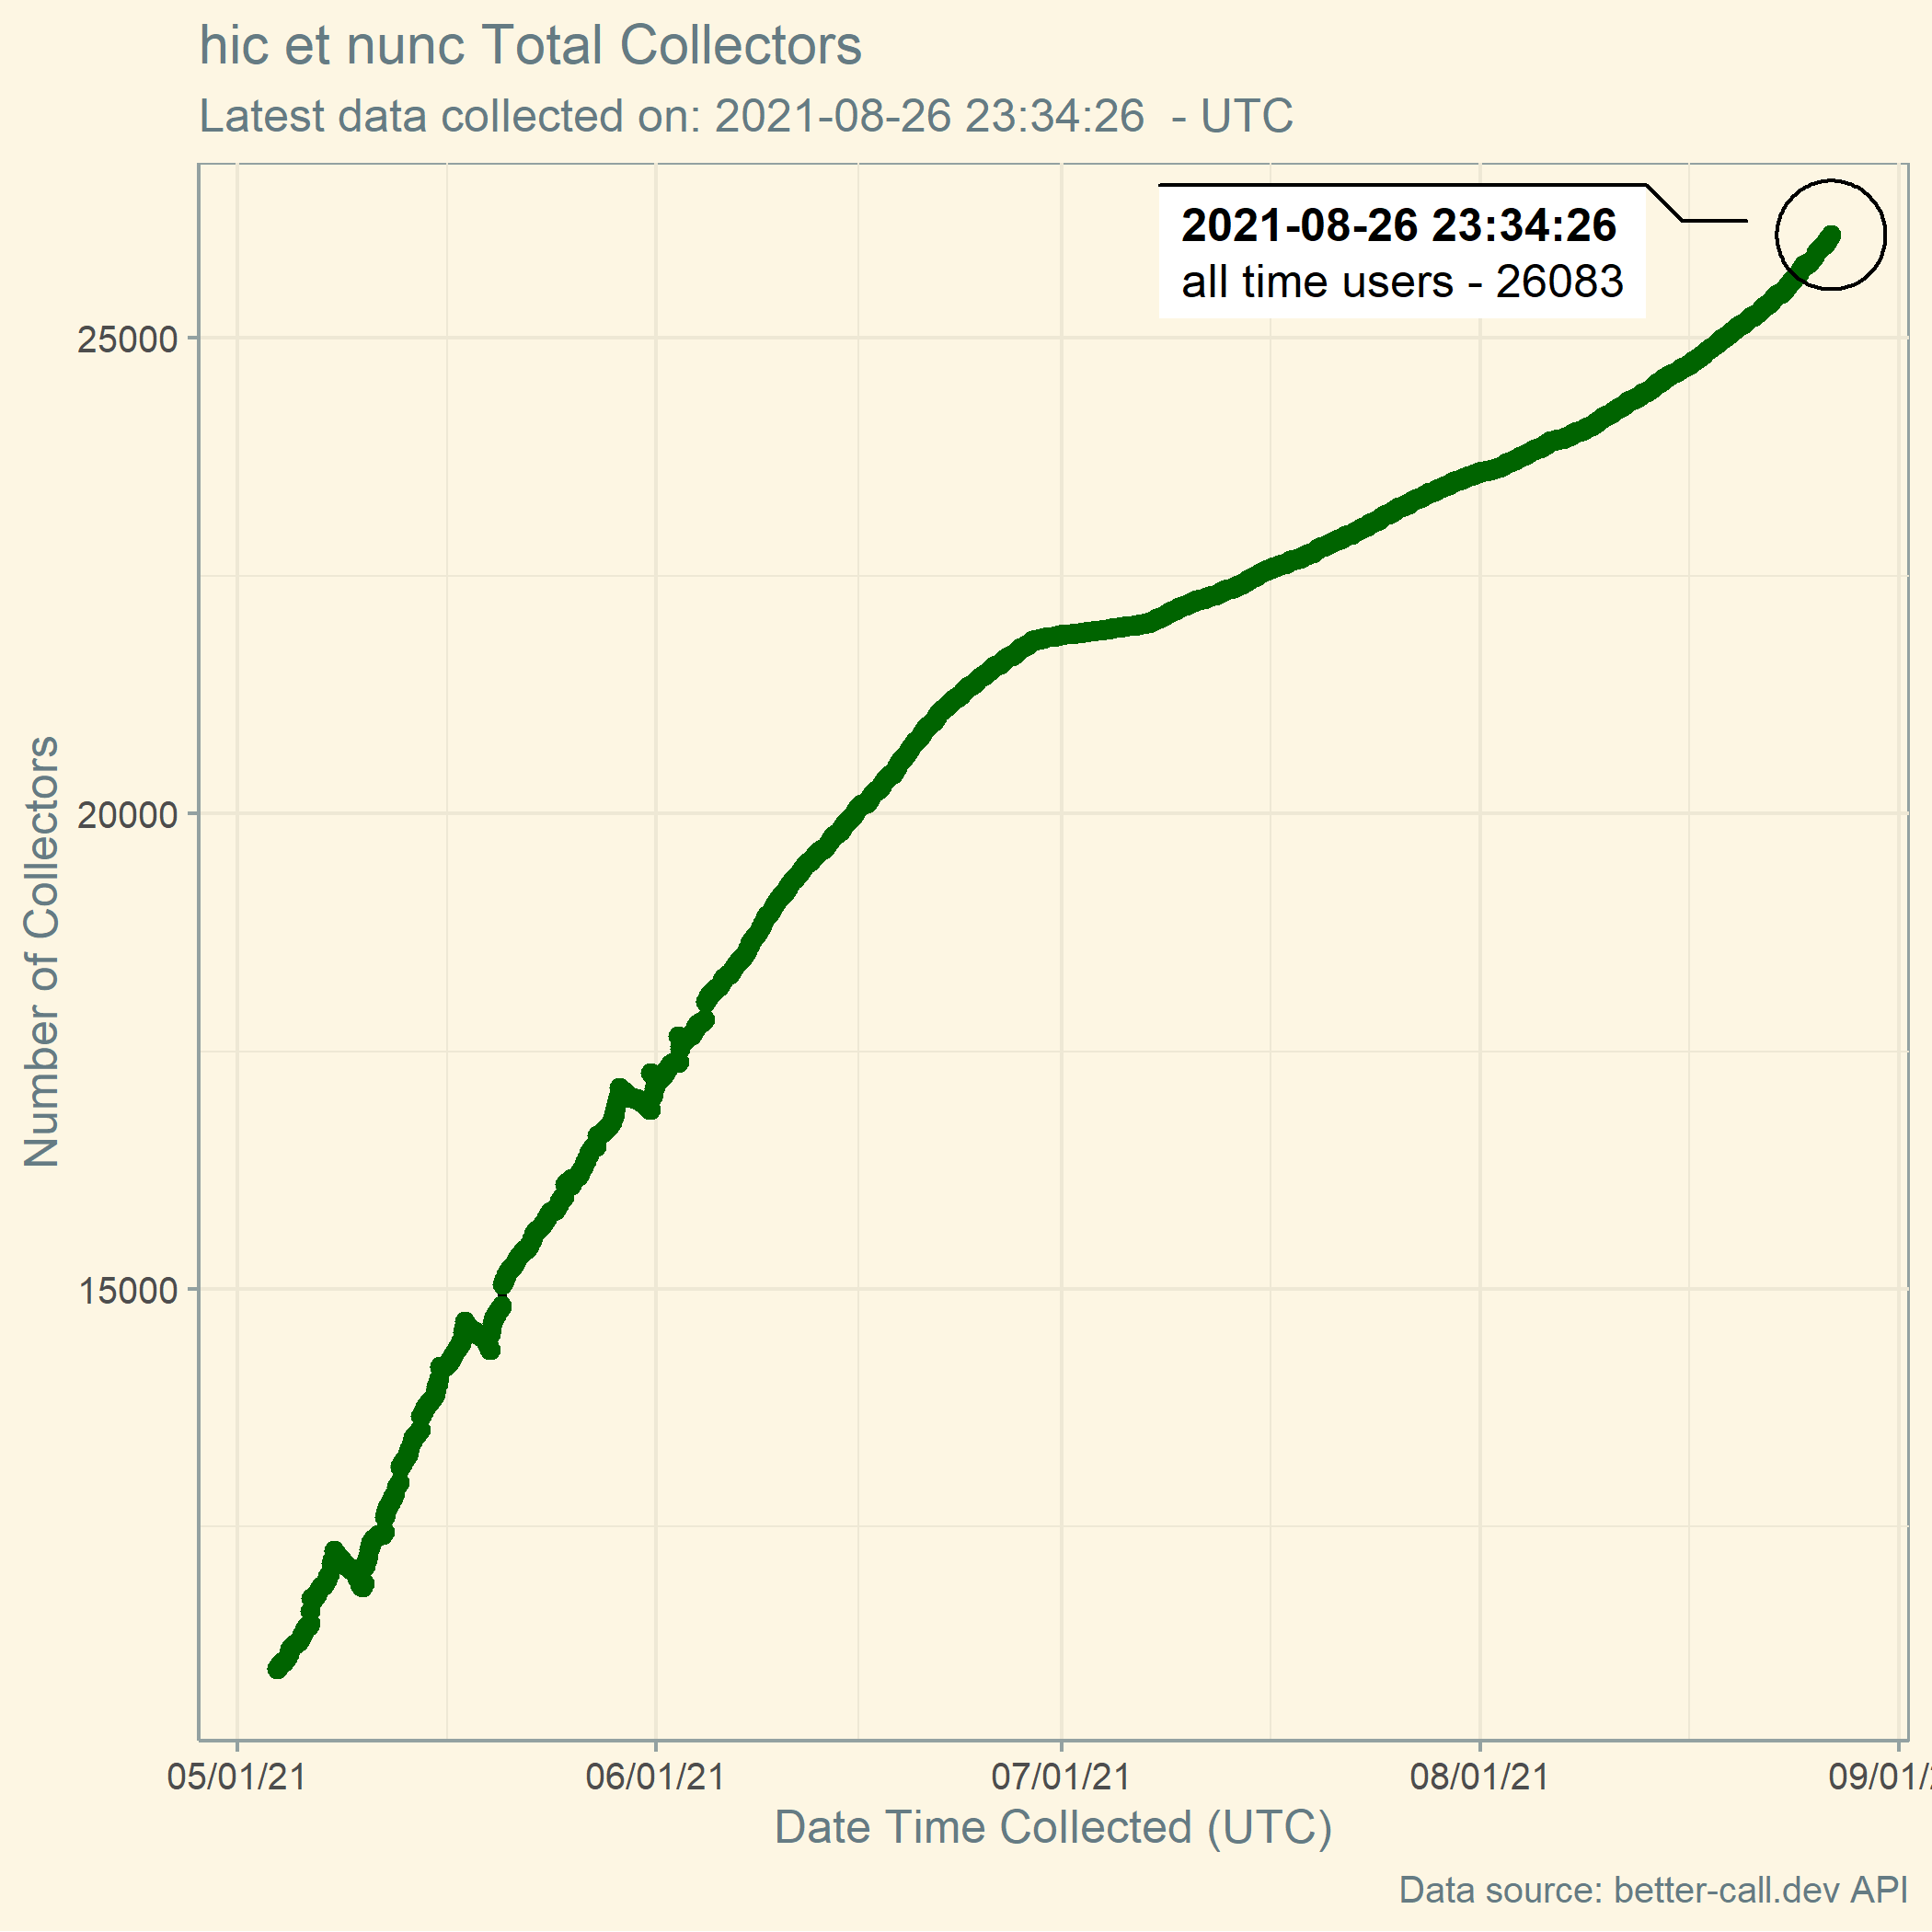 hic et nunc Total Collectors
Latest data collected on: 2021-08-26 23:34:26 - UTC
2021-08-26 23:34:26
all time users - 26083
25000
20000
15000
Number of Collectors
05/01/21 06/01/21 07/01/21 08/01/21 09/01/2
Date Time Collected (UTC)
Data source: better-call.dev API